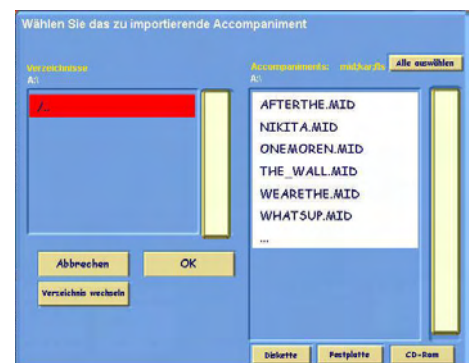 Wählen Sie das zu importierende Accompaniment
Verzeichnisse
A:\
/..
Abbrechen
OK
Verzeichnis wechseln
Accompaniments: mid;kar;fls
Alle auswählen
A:\
AFTERTHE.MID
NIKITA.MID
ONEMOREN.MID
THE_WALL.MID
WEARETHE.MID
WHATSUP.MID
...
Diskette
Festplatte
CD-Rom